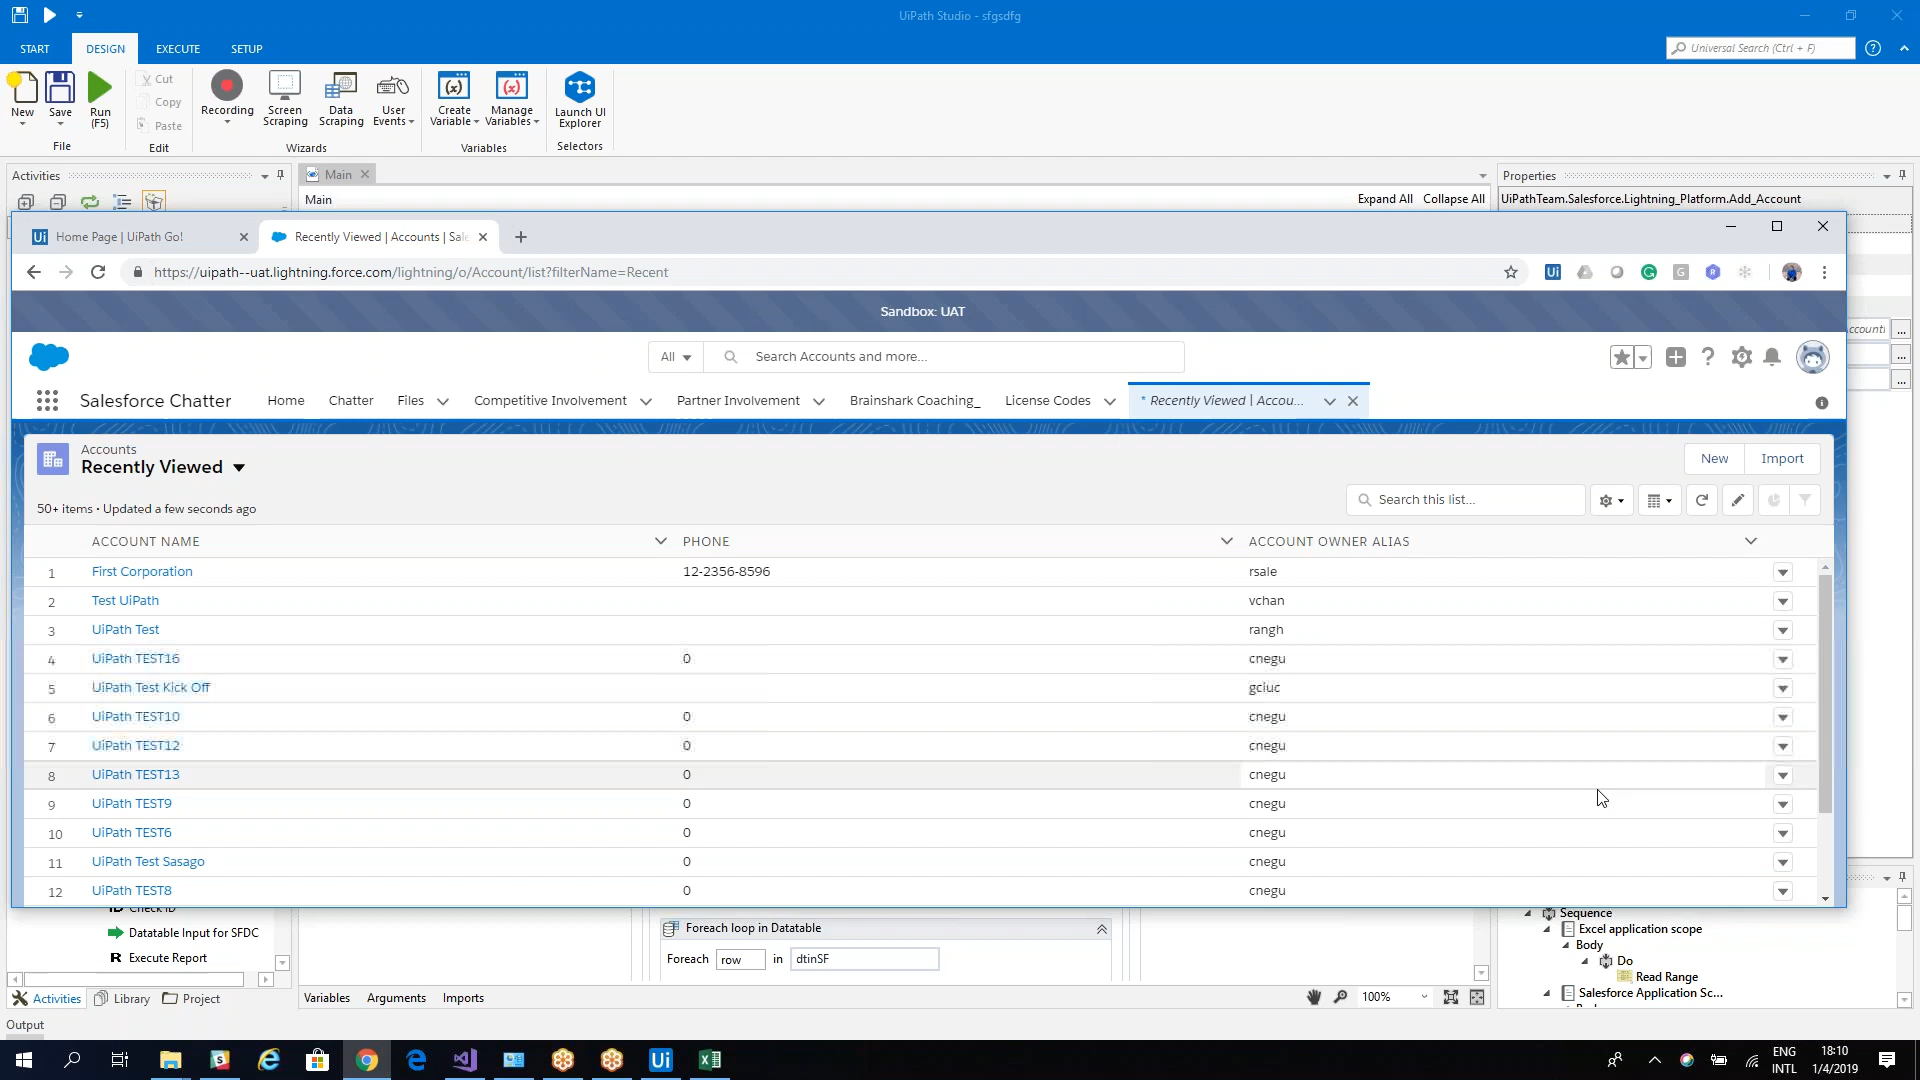 UiPath Studio - sfgsdfg
START
DESIGN
EXECUTE
SETUP
Universal Search (Ctrl + F)
New
Save
Run
(F5)
File
Cut
Copy
Paste
Edit
Recording
Screen
Scraping
Data
Scraping
User
Events
Wizards
Create
Variable
Manage
Variables
Variables
Launch UI
Explorer
Selectors
Activities
Main
Main
Expand All
Collapse All
Properties
UiPathTeam.Salesforce.Lightning_Platform.Add_Account
Home Page | UiPath Go!
Recently Viewed | Accounts | Sale
https://uipath--uat.lightning.force.com/lightning/o/Account/list?filterName=Recent
Sandbox: UAT
All
Search Accounts and more...
Salesforce Chatter
Home
Chatter
Files
Competitive Involvement
Partner Involvement
Brainshark Coaching_
License Codes
* Recently Viewed | Accou...
Accounts
Recently Viewed
New
Import
50+ items • Updated a few seconds ago
Search this list...
ACCOUNT NAME PHONE ACCOUNT OWNER ALIAS
1 First Corporation 12-2356-8596 rsale
2 Test UiPath vchan
3 UiPath Test rangh
4 UiPath TEST16 0 cnegu
5 UiPath Test Kick Off gciuc
6 UiPath TEST10 0 cnegu
7 UiPath TEST12 0 cnegu
8 UiPath TEST13 0 cnegu
9 UiPath TEST9 0 cnegu
10 UiPath TEST6 0 cnegu
11 UiPath Test Sasago 0 cnegu
12 UiPath TEST8 0 cnegu
Datatable Input for SFDC
Execute Report
Foreach loop in Datatable
Foreach row in dtinSF
Sequence
Excel application scope
Body
Do
Read Range
Salesforce Application Sc...
Activities
Library
Project
Variables
Arguments
Imports
100%
Output
ENG
INTL
18:10
1/4/2019